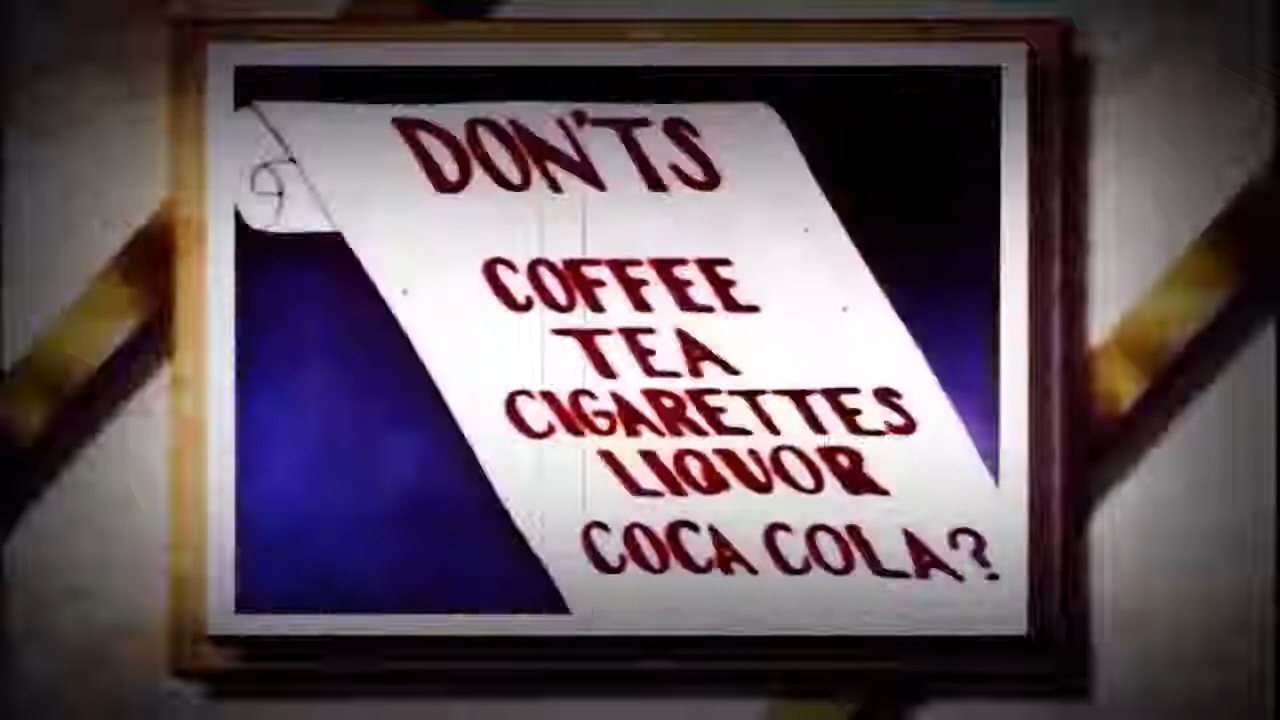 DON'TS
COFFEE
TEA
CIGARETTES
LIQUOR
COCA COLA?